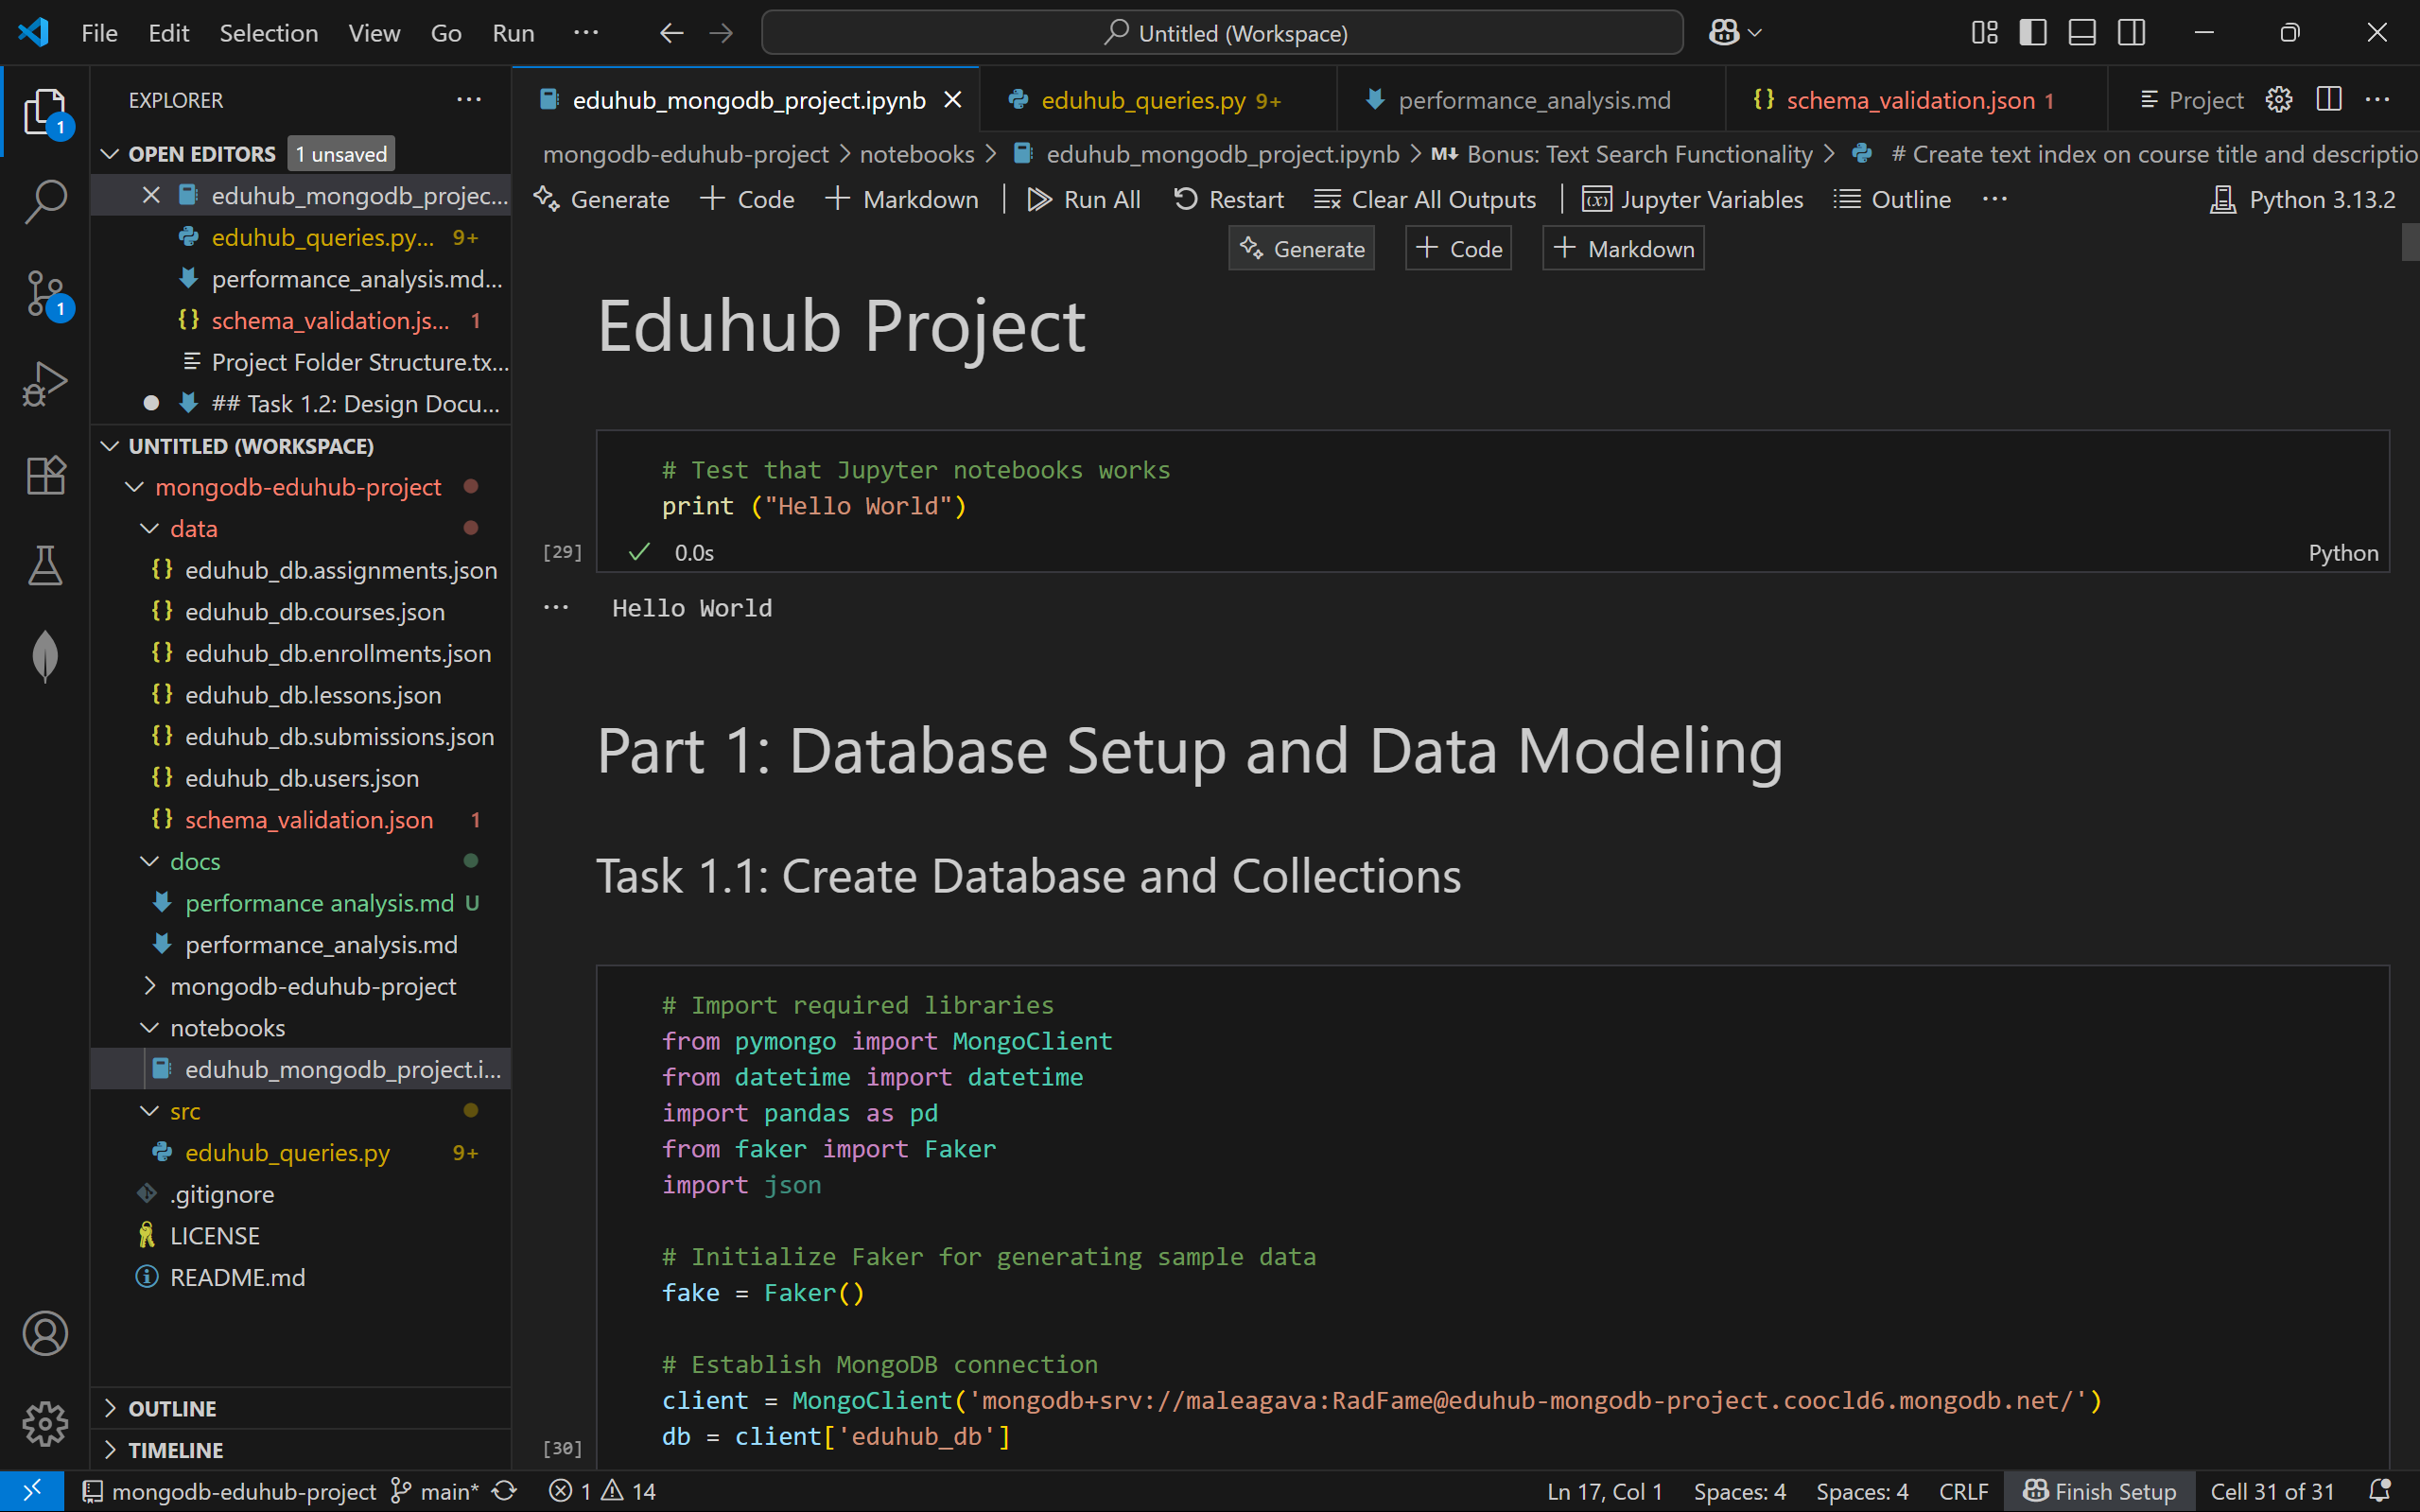 File Edit Selection View Go Run ··· Untitled (Workspace)
EXPLORER ···
OPEN EDITORS 1 unsaved
eduhub_mongodb_projec...
eduhub_queries.py... 9+
performance_analysis.md...
{} schema_validation.js... 1
Project Folder Structure.tx...
## Task 1.2: Design Docu...
UNTITLED (WORKSPACE)
mongodb-eduhub-project
data
{} eduhub_db.assignments.json
{} eduhub_db.courses.json
{} eduhub_db.enrollments.json
{} eduhub_db.lessons.json
{} eduhub_db.submissions.json
{} eduhub_db.users.json
{} schema_validation.json 1
docs
performance analysis.md U
performance_analysis.md
mongodb-eduhub-project
notebooks
eduhub_mongodb_project.i...
src
eduhub_queries.py 9+
.gitignore
LICENSE
README.md
OUTLINE
TIMELINE
1
1
eduhub_mongodb_project.ipynb eduhub_queries.py 9+ performance_analysis.md {} schema_validation.json 1 Project ···
mongodb-eduhub-project > notebooks > eduhub_mongodb_project.ipynb > M↓ Bonus: Text Search Functionality > # Create text index on course title and descriptio
Generate + Code + Markdown | Run All Restart Clear All Outputs | Jupyter Variables Outline ··· Python 3.13.2
Generate + Code + Markdown
Eduhub Project
# Test that Jupyter notebooks works
print ("Hello World")
[29] 0.0s Python
··· Hello World
Part 1: Database Setup and Data Modeling
Task 1.1: Create Database and Collections
# Import required libraries
from pymongo import MongoClient
from datetime import datetime
import pandas as pd
from faker import Faker
import json
# Initialize Faker for generating sample data
fake = Faker()
# Establish MongoDB connection
client = MongoClient('mongodb+srv://maleagava:RadFame@eduhub-mongodb-project.coocld6.mongodb.net/')
db = client['eduhub_db']
[30]
mongodb-eduhub-project main* 1 14 Ln 17, Col 1 Spaces: 4 Spaces: 4 CRLF Finish Setup Cell 31 of 31